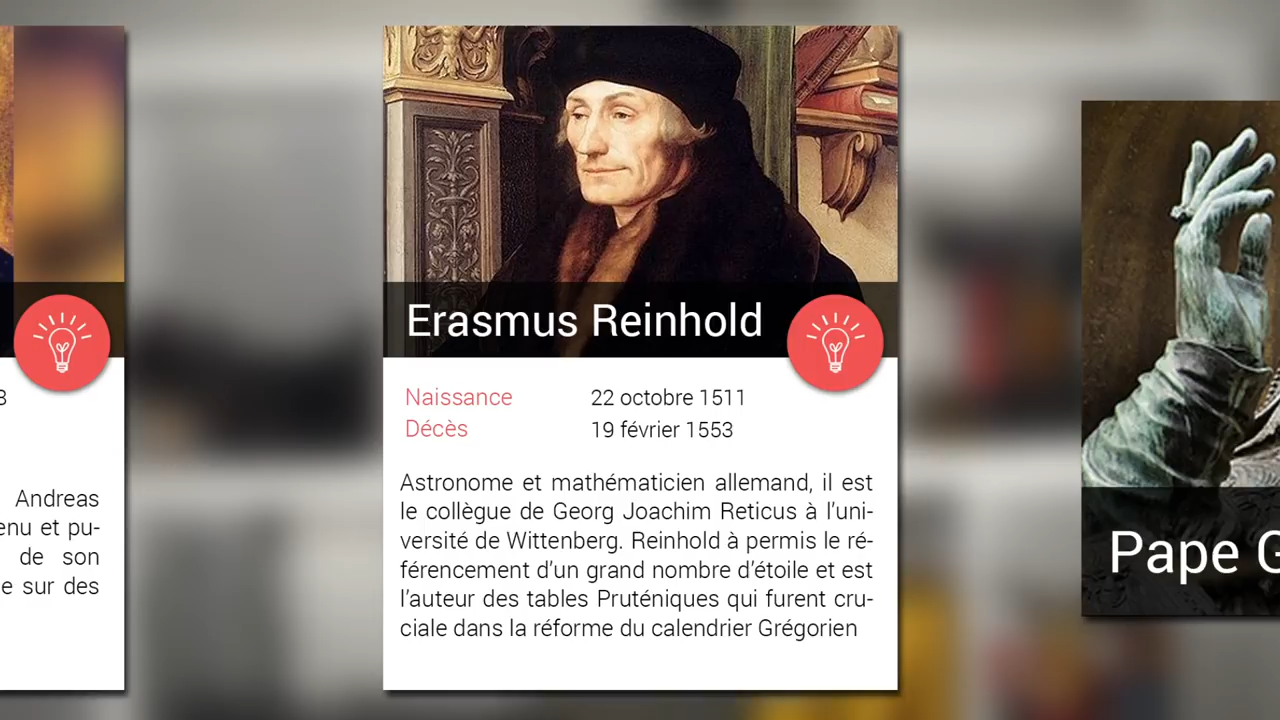 3
Andreas
enu et pu-
de son
e sur des
Erasmus Reinhold
Naissance 22 octobre 1511
Décès 19 février 1553
Astronome et mathématicien allemand, il est
le collègue de Georg Joachim Reticus à l'uni-
versité de Wittenberg. Reinhold à permis le ré-
férencement d'un grand nombre d'étoile et est
l'auteur des tables Pruténiques qui furent cru-
ciale dans la réforme du calendrier Grégorien
Pape G